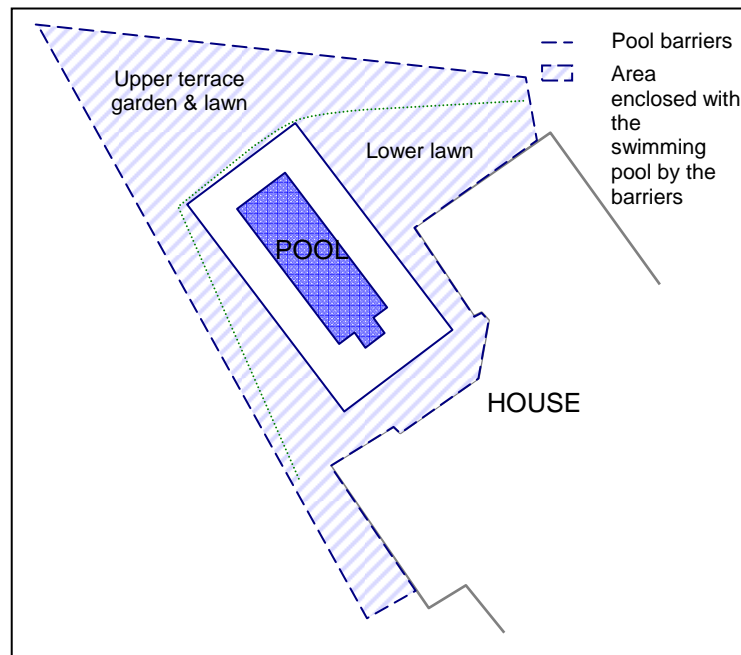 Pool barriers
Upper terrace
garden & lawn
Area
enclosed with
the
swimming
pool by the
barriers
Lower lawn
POOL
HOUSE